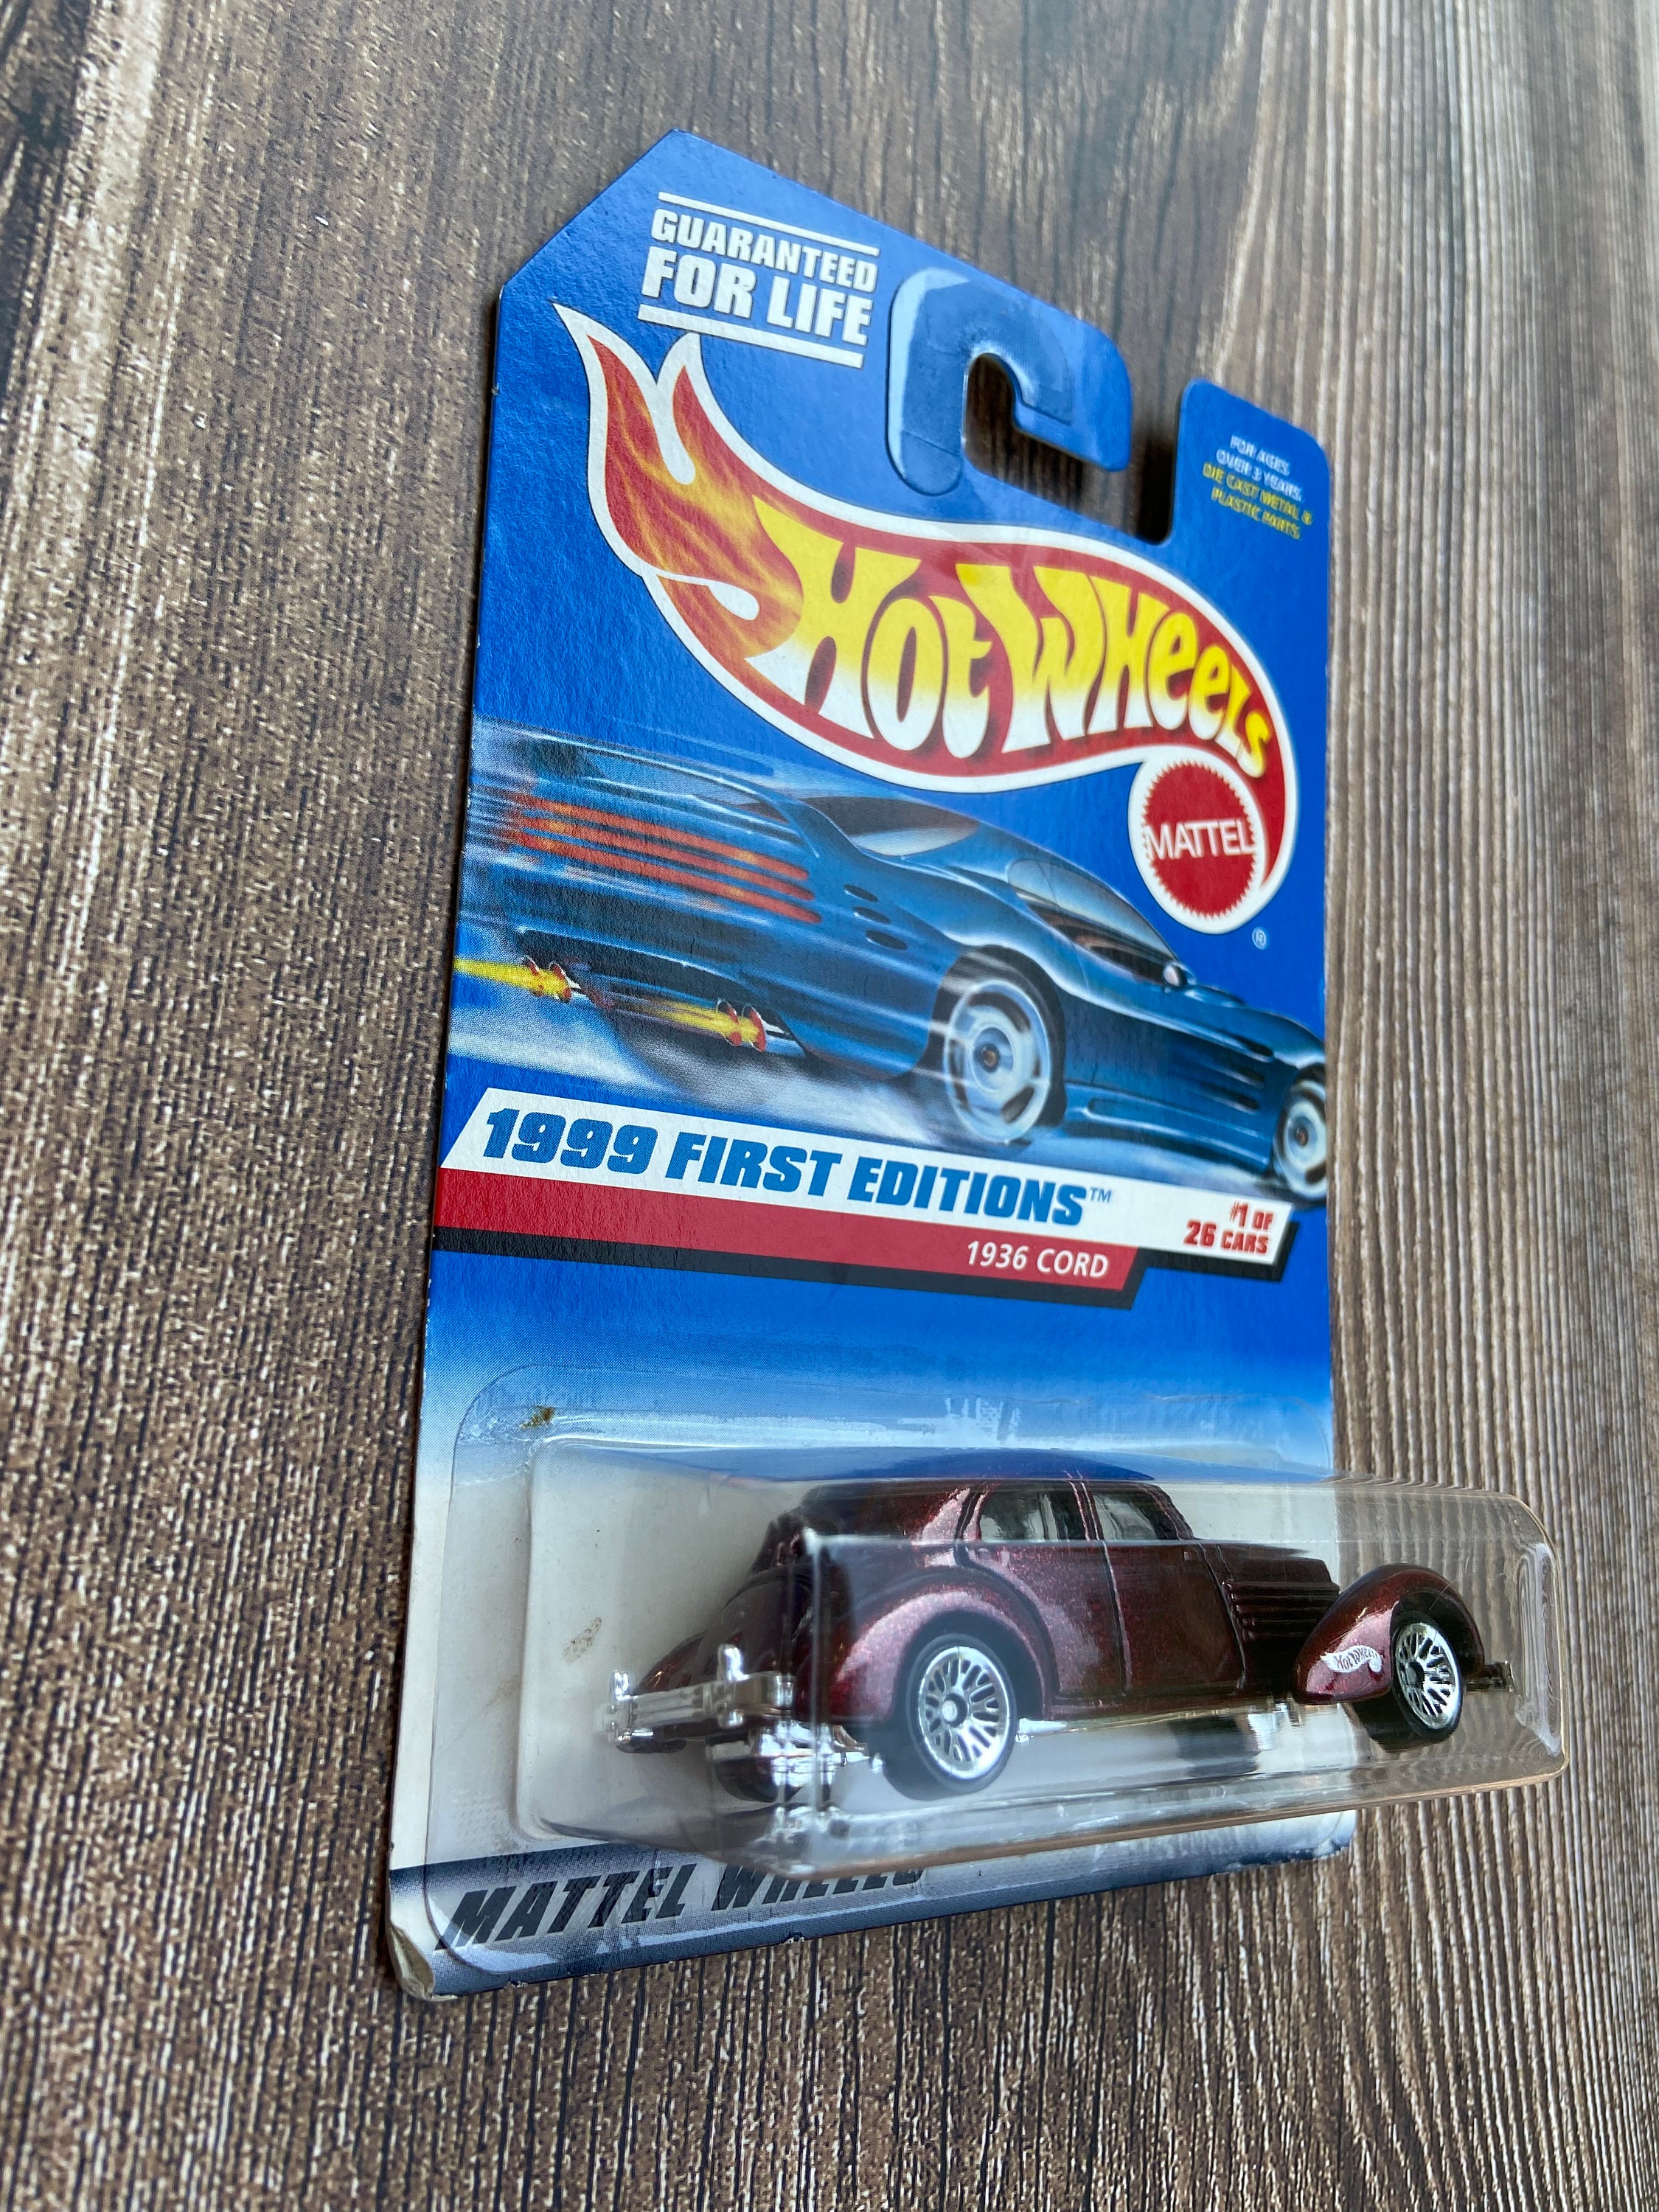 GUARANTEED
FOR LIFE
FOR AGES
OVER 3 YEARS.
DIE CAST METAL &
PLASTIC PARTS.
HOT WHEELS
MATTEL
®
1999 FIRST EDITIONS™
#1 OF
26 CARS
1936 CORD
HOT WHEELS
MATTEL WHEELS